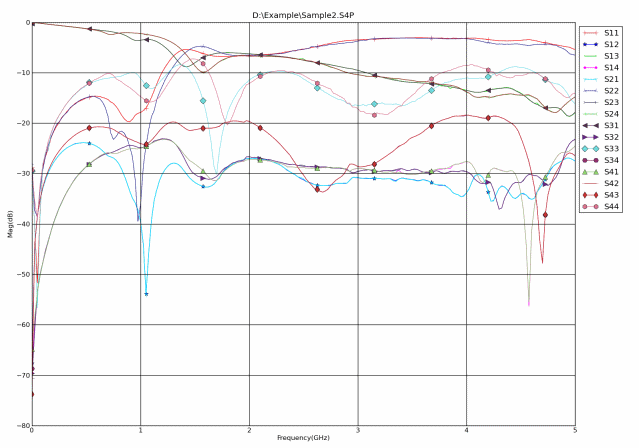 D:\Example\Sample2.S4P
Mag(dB)
0
−10
−20
−30
−40
−50
−60
−70
−80
0
1
2
3
4
5
Frequency(GHz)
S11
S12
S13
S14
S21
S22
S23
S24
S31
S32
S33
S34
S41
S42
S43
S44